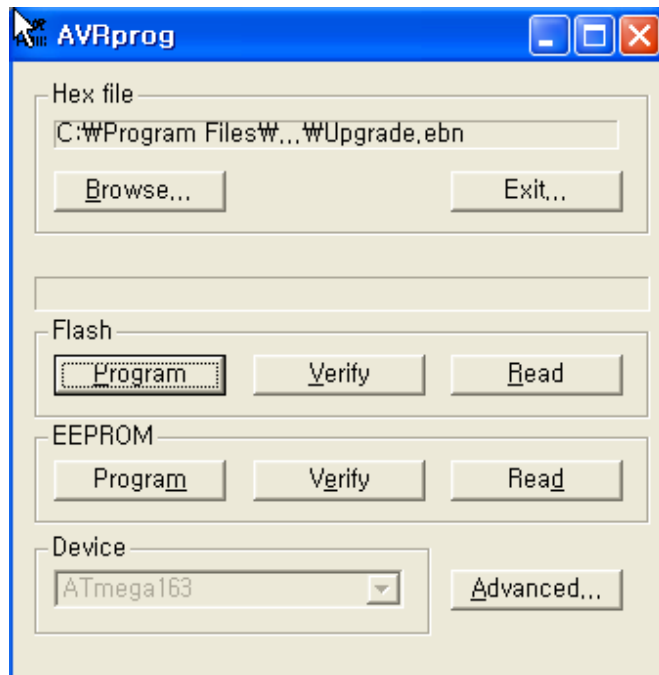 AVRprog
Hex file
C:₩Program Files₩...₩Upgrade.ebn
Browse...
Exit...
Flash
Program
Verify
Read
EEPROM
Program
Verify
Read
Device
ATmega163
Advanced...